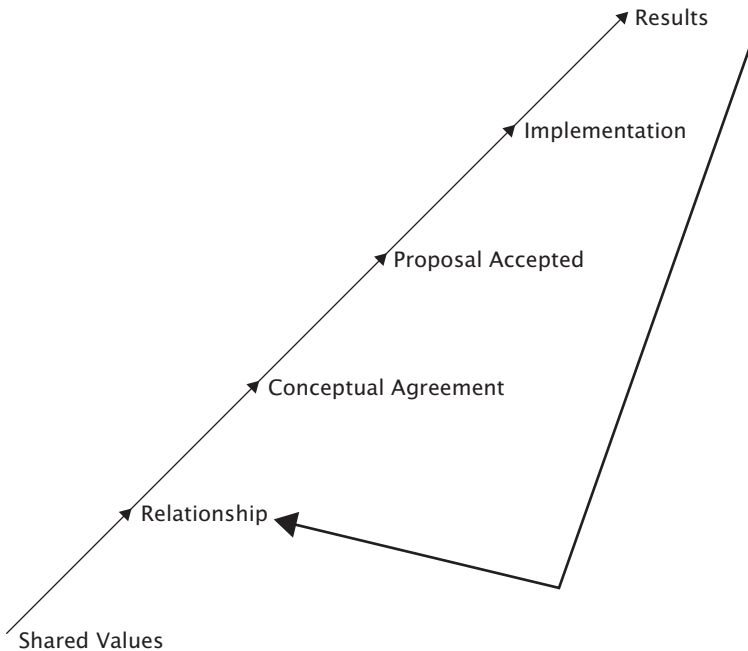 Results
Implementation
Proposal Accepted
Conceptual Agreement
Relationship
Shared Values